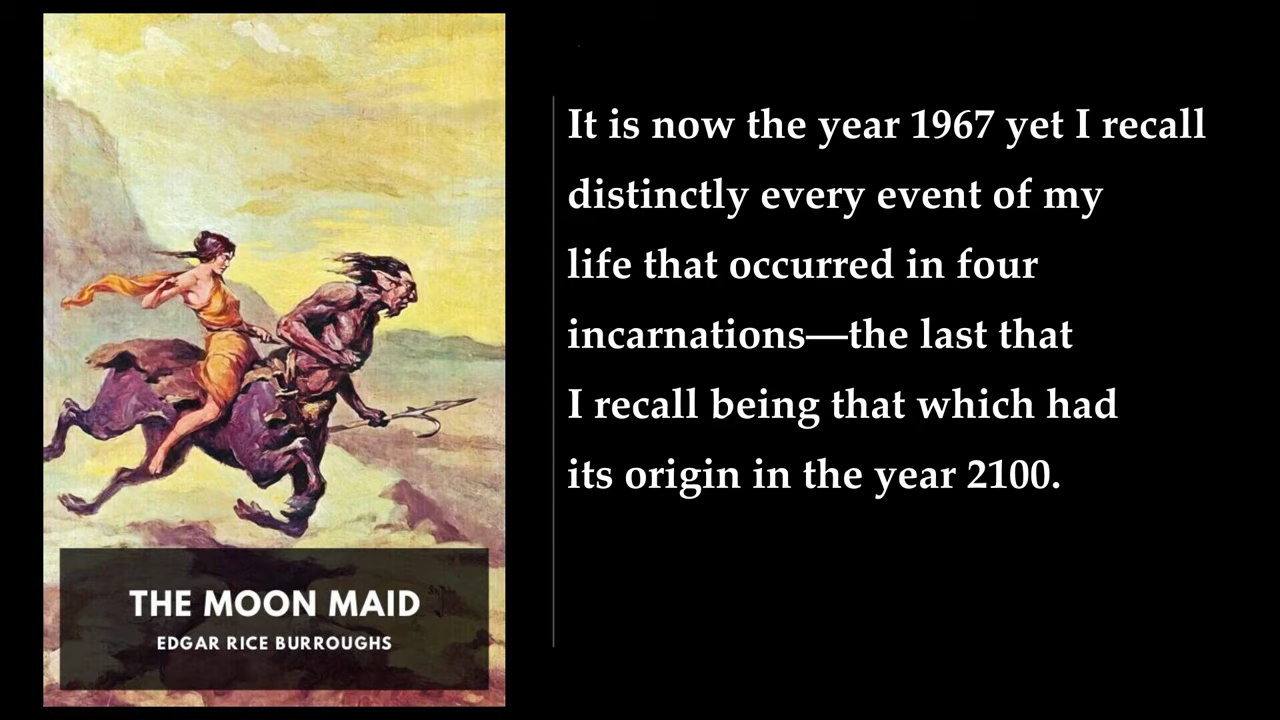 THE MOON MAID
EDGAR RICE BURROUGHS
It is now the year 1967 yet I recall
distinctly every event of my
life that occurred in four
incarnations—the last that
I recall being that which had
its origin in the year 2100.